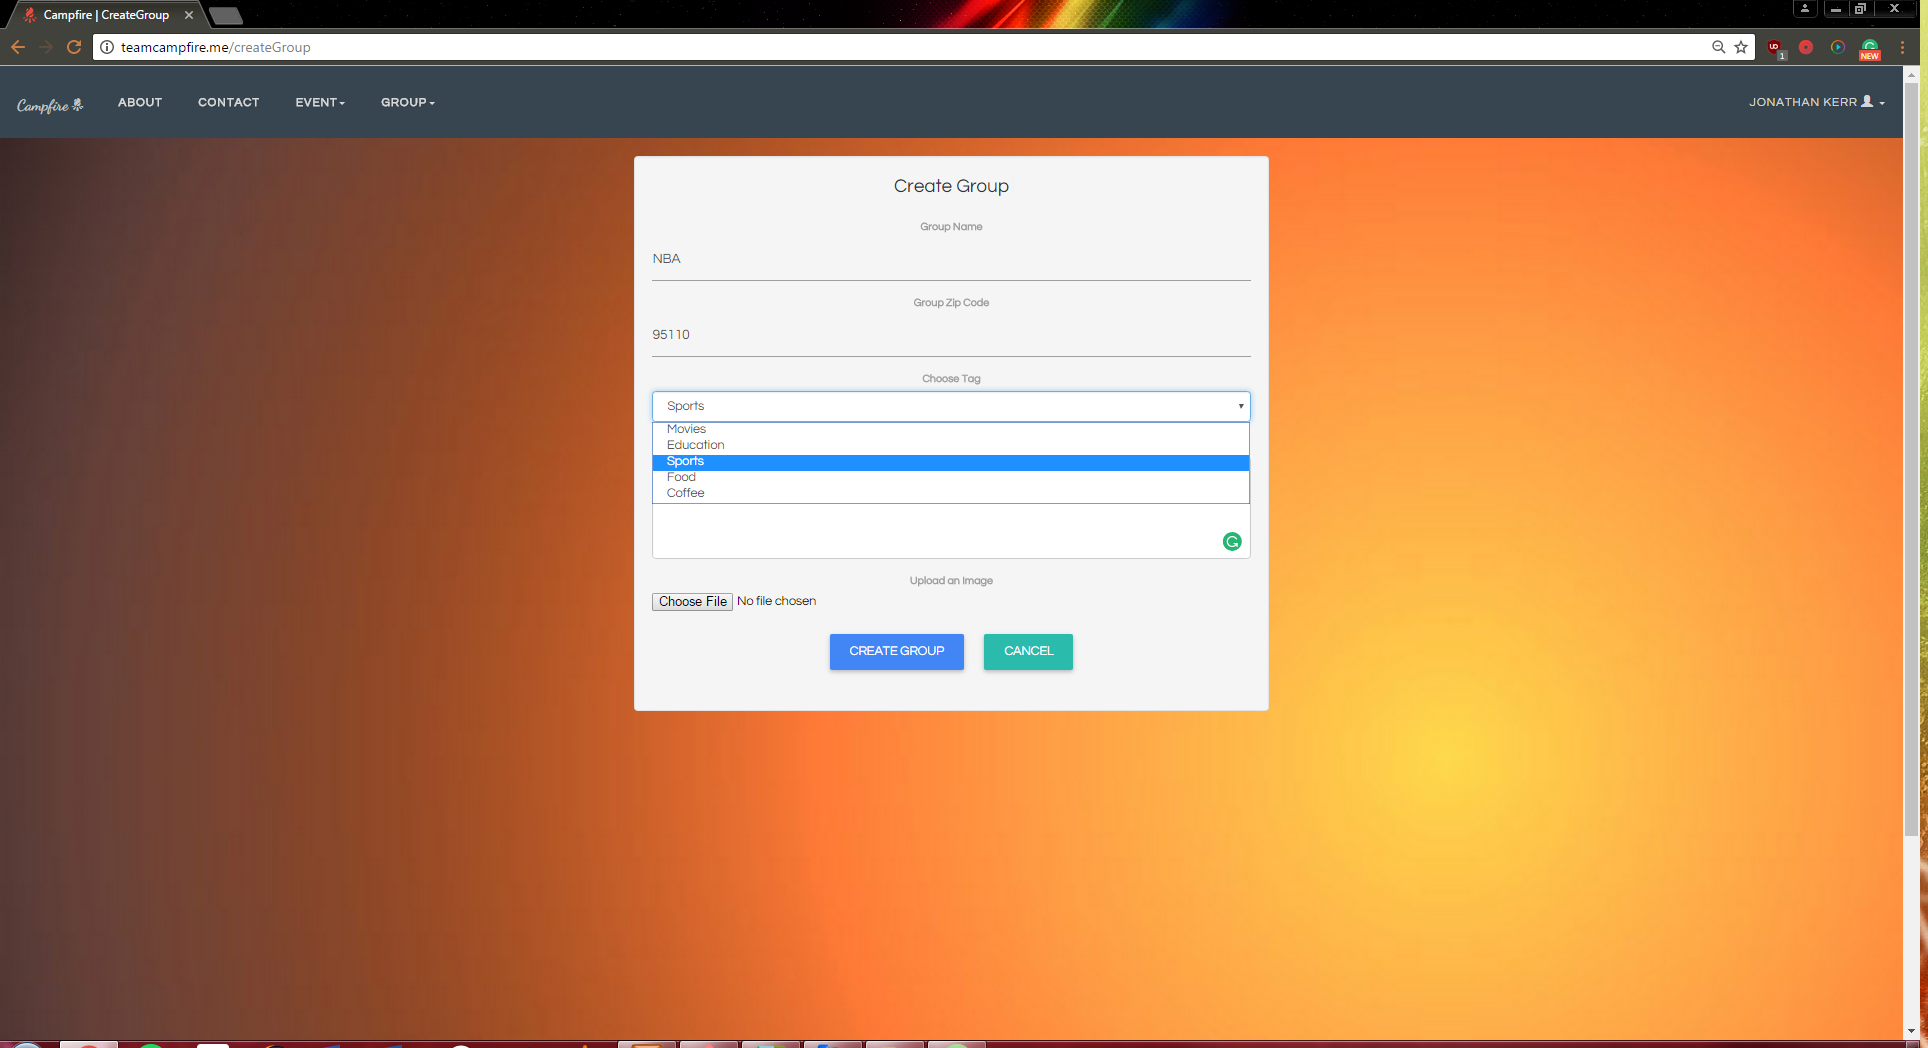 Campfire | CreateGroup
teamcampfire.me/createGroup
1
NEW
Campfire
ABOUT
CONTACT
EVENT
GROUP
JONATHAN KERR
Create Group
Group Name
NBA
Group Zip Code
95110
Choose Tag
Sports
Movies
Education
Sports
Food
Coffee
Upload an Image
Choose File No file chosen
CREATE GROUP
CANCEL